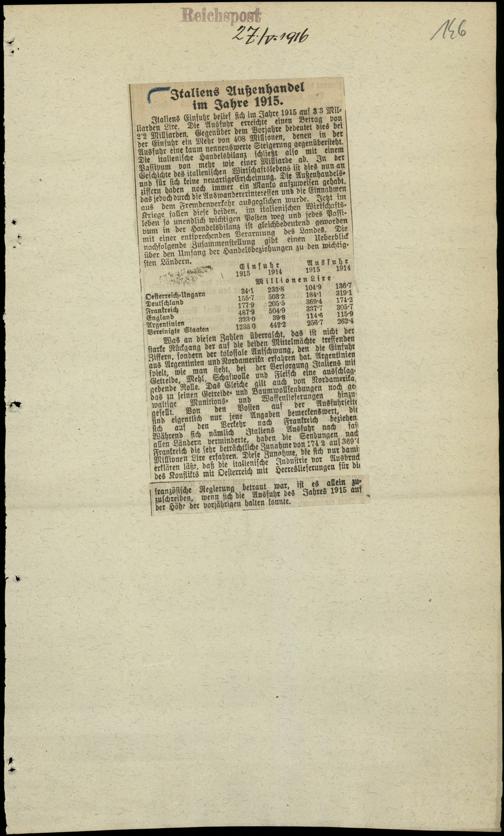 Reichspost
27./V. 1916
146
Italiens Außenhandel
im Jahre 1915.
Italiens Einfuhr belief sich im Jahre 1915 auf 3·3 Mil-
liarden Lire. Die Ausfuhr erreichte einen Betrag von
2·2 Milliarden. Gegenüber dem Vorjahre bedeutet dies bei
der Einfuhr ein Mehr von 408 Millionen, denen in der
Ausfuhr eine kaum nennenswerte Steigerung gegenübersteht.
Die italienische Handelsbilanz schließt also mit einem
Passivum von mehr wie einer Milliarde ab. In der
Geschichte des italienischen Wirtschaftslebens ist dies nun an
und für sich keine neuartige Erscheinung. Die Außenhandels-
ziffern haben noch immer ein Manko aufzuweisen gehabt,
das jedoch durch die Auswandererinteressen und die Einnahmen
aus dem Fremdenverkehr ausgeglichen wurde. Jetzt im
Kriege fallen diese beiden, im italienischen Wirtschafts-
leben so unendlich wichtigen Posten weg und jedes Passi-
vum in der Handelsbilanz ist gleichbedeutend geworden
mit einer entsprechenden Verarmung des Landes. Die
nachfolgende Zusammenstellung gibt einen Ueberblick
über den Umfang der Handelsbeziehungen zu den wichtig-
sten Ländern.
Einfuhr Ausfuhr
1915 1914 1915 1914
Millionen Lire
Oesterreich-Ungarn 34·1 233·8 104·9 136·7
Deutschland 155·7 503·2 184·1 319·1
Frankreich 177·9 205·5 369·4 174·2
England 487·9 504·9 337·7 305·7
Argentinien 323·0 39·8 114·6 115·9
Vereinigte Staaten 1238·0 442·2 256·7 262·4
Was an diesen Zahlen überrascht, das ist nicht der
starke Rückgang der auf die beiden Mittelmächte treffenden
Ziffern, sondern der kolossale Aufschwung, den die Einfuhr
aus Argentinien und Nordamerika erfahren hat. Argentinien
spielt, wie man sieht, bei der Versorgung Italiens mit
Getreide, Mehl, Schafwolle und Fleisch eine ausschlag-
gebende Rolle. Das Gleiche gilt auch von Nordamerika,
das zu seinen Getreide- und Baumwollsendungen noch ge-
waltige Munitions- und Waffenlieferungen hinzu-
gesellt. Von den Posten auf der Ausfuhrseite
sind eigentlich nur jene Angaben bemerkenswert, die
sich auf den Verkehr nach Frankreich beziehen.
Während sich nämlich Italiens Ausfuhr nach fast
allen Ländern verminderte, haben die Sendungen nach
Frankreich die sehr beträchtliche Zunahme von 174·2 auf 369·4
Millionen Lire erfahren. Diese Zunahme, die sich nur damit
erklären läßt, daß die italienische Industrie vor Ausbruch
des Konflikts mit Oesterreich mit Heereslieferungen für die
französische Regierung betraut war, ist es allein zu-
zuschreiben, wenn sich die Ausfuhr des Jahres 1915 auf
der Höhe der vorjährigen halten konnte.